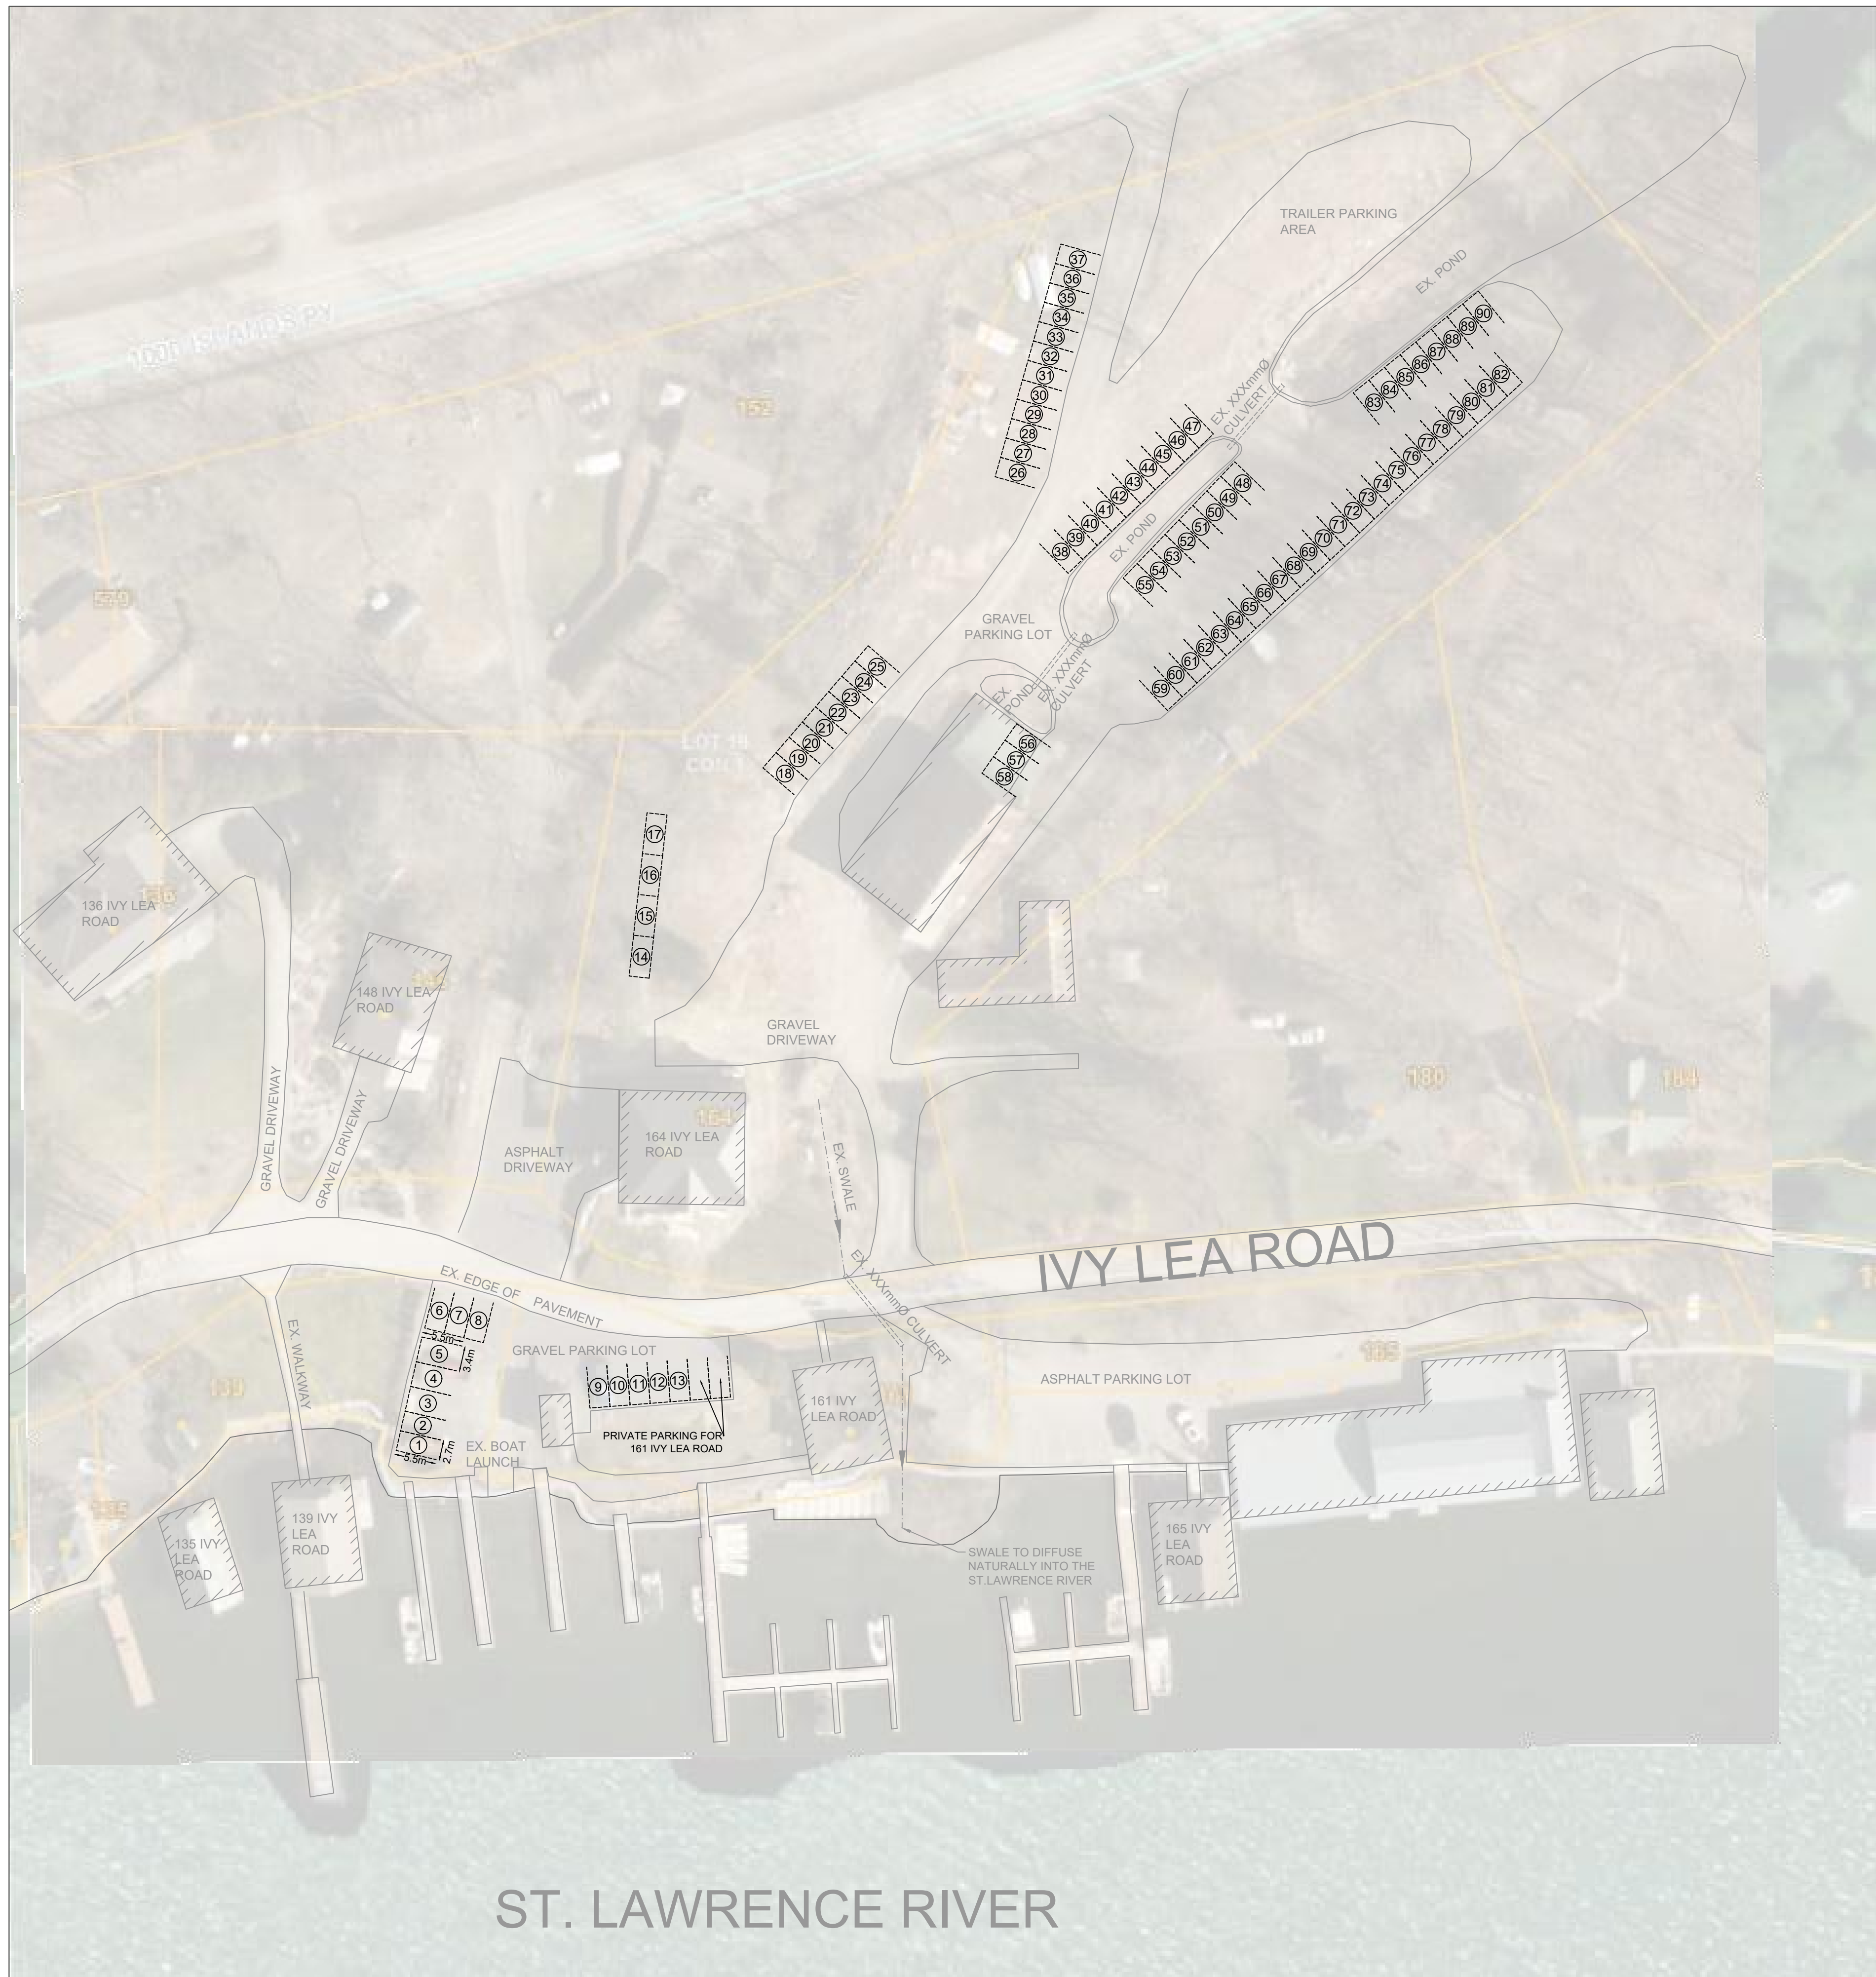 TRAILER PARKING
AREA
EX. POND
1000 ISLANDS PY
37
36
35
34
33
32
31
30
29
28
27
26
90
89
88
87
86
85
84
83
82
81
80
79
78
77
76
75
74
73
72
71
70
69
68
67
66
65
64
63
62
61
60
59
EX. XXXmmØ
CULVERT
47
46
45
44
43
42
41
40
39
38
48
49
50
51
52
53
54
55
EX. POND
152
579
GRAVEL
PARKING LOT
EX. XXXmmØ
CULVERT
EX.
POND
56
57
58
25
24
23
22
21
20
19
18
17
16
15
14
136 IVY LEA
ROAD
148 IVY LEA
ROAD
GRAVEL
DRIVEWAY
GRAVEL DRIVEWAY
GRAVEL DRIVEWAY
ASPHALT
DRIVEWAY
164
164 IVY LEA
ROAD
180
184
EX. SWALE
EX. XXXmmØ CULVERT
IVY LEA ROAD
EX. EDGE OF PAVEMENT
EX. WALKWAY
6
7
8
5.5m
5
3.4m
4
3
2
1
5.5m
2.7m
GRAVEL PARKING LOT
9
10
11
12
13
PRIVATE PARKING FOR
161 IVY LEA ROAD
EX. BOAT
LAUNCH
161 IVY
LEA ROAD
ASPHALT PARKING LOT
135 IVY
LEA
ROAD
139 IVY
LEA
ROAD
165 IVY
LEA
ROAD
SWALE TO DIFFUSE
NATURALLY INTO THE
ST.LAWRENCE RIVER
ST. LAWRENCE RIVER